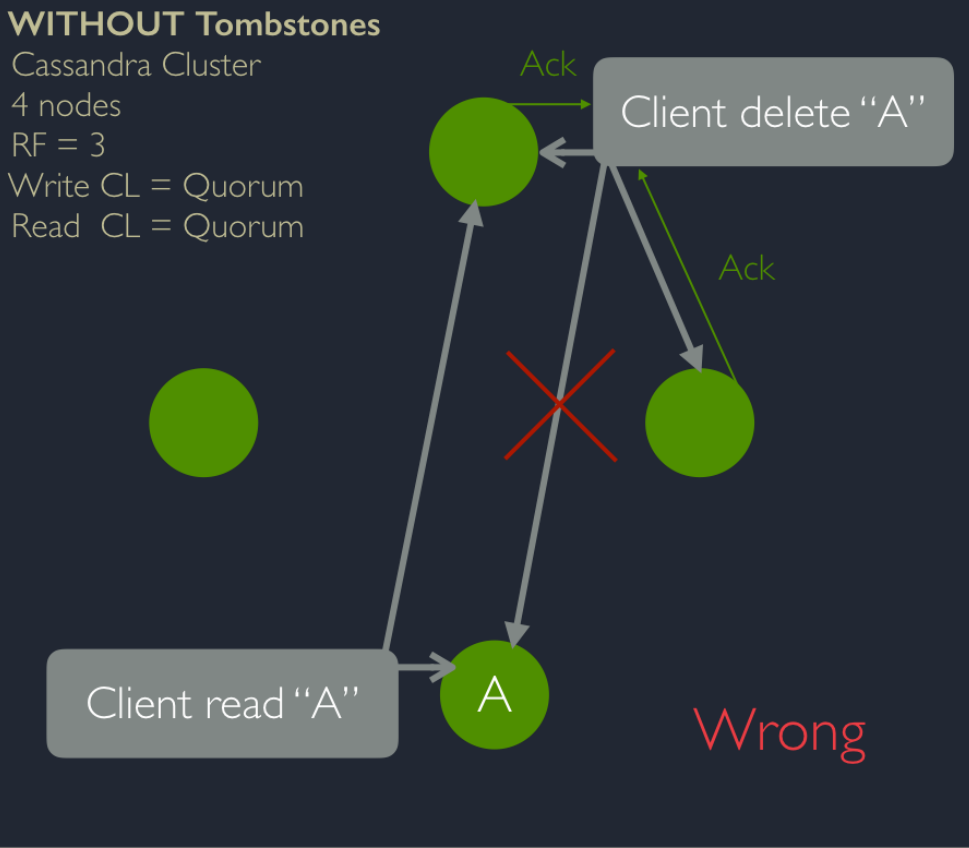 WITHOUT Tombstones
Cassandra Cluster
4 nodes
RF = 3
Write CL = Quorum
Read CL = Quorum
Ack
Client delete “A”
Ack
Client read “A”
A
Wrong